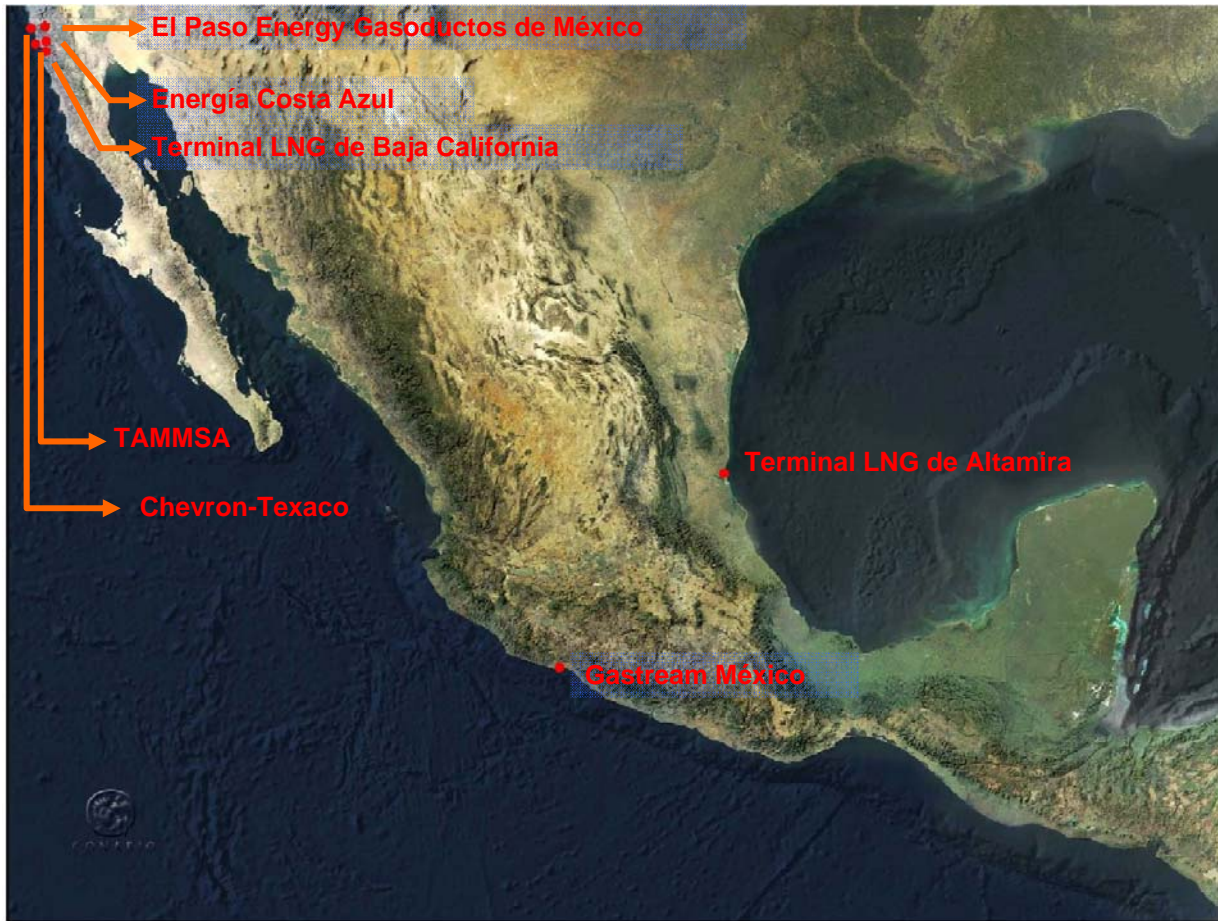 El Paso Energy Gasoductos de México
Energía Costa Azul
Terminal LNG de Baja California
TAMMSA
Terminal LNG de Altamira
Chevron-Texaco
Gastream México
CONABIO